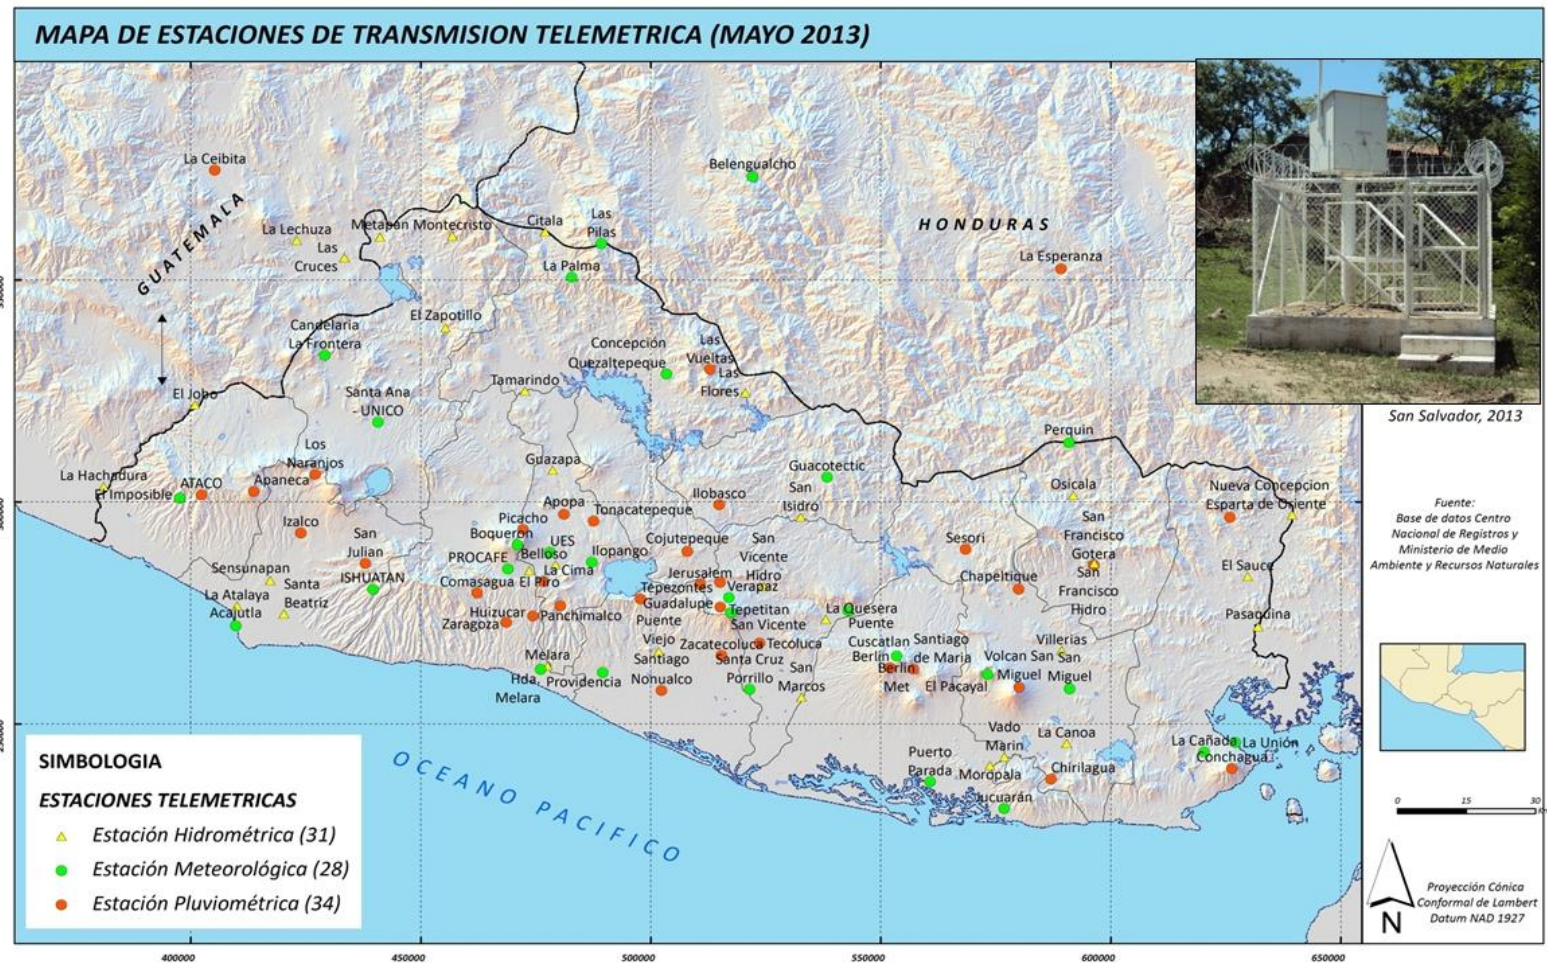 MAPA DE ESTACIONES DE TRANSMISION TELEMETRICA (MAYO 2013)
La Ceibita
Belengualcho
GUATEMALA
HONDURAS
La Lechuza
Las
Cruces
Metapán
Montecristo
Citala
Las
Pilas
La Palma
La Esperanza
Candelaria
La Frontera
El Zapotillo
Concepción
Quezaltepeque
Las
Vueltas
Las
Flores
El Jobo
Santa Ana
UNICO
Tamarindo
San Salvador, 2013
Perquin
Los
Naranjos
La Hachadura
El Imposible
ATACO
Apaneca
Guazapa
Guacotectic
San
Isidro
Osicala
Nueva Concepcion
Esparta de Oriente
Ilobasco
Apopa
Tonacatepeque
Izalco
San
Julian
Picacho
Boqueron
UES
PROCAFE
Belloso
Ilopango
La Cima
Comasagua
El Piro
Cojutepeque
San
Vicente
Hidro
Sesori
San
Francisco
Gotera
San
Francisco
Hidro
Chapeltique
El Sauce
Pasaquina
Fuente:
Base de datos Centro
Nacional de Registros y
Ministerio de Medio
Ambiente y Recursos Naturales
Sensunapan
Santa
Beatriz
ISHUATAN
La Atalaya
Acajutla
Jerusalem
Tepezontes
Verapaz
Guadalupe
Tepetitan
San Vicente
Huizucar
Zaragoza
Panchimalco
Puente
Viejo
La Quesera
Puente
Cuscatlan
Zacatecoluca
Tecoluca
Santa Cruz
Porrillo
Santiago
Nonualco
San
Marcos
Berlin
Berlin
Met
Santiago
de Maria
Volcan San
Miguel
El Pacayal
Villerias
San
Miguel
Melara
Hda.
Melara
Providencia
Vado
Marin
La Canoa
Puerto
Parada
Moropala
Chirilagua
Jucuarán
La Cañada
La Unión
Conchagua
OCEANO PACIFICO
SIMBOLOGIA
ESTACIONES TELEMETRICAS
Estación Hidrométrica (31)
Estación Meteorológica (28)
Estación Pluviométrica (34)
0 15 30
N
Proyección Cónica
Conformal de Lambert
Datum NAD 1927
400000 450000 500000 550000 600000 650000